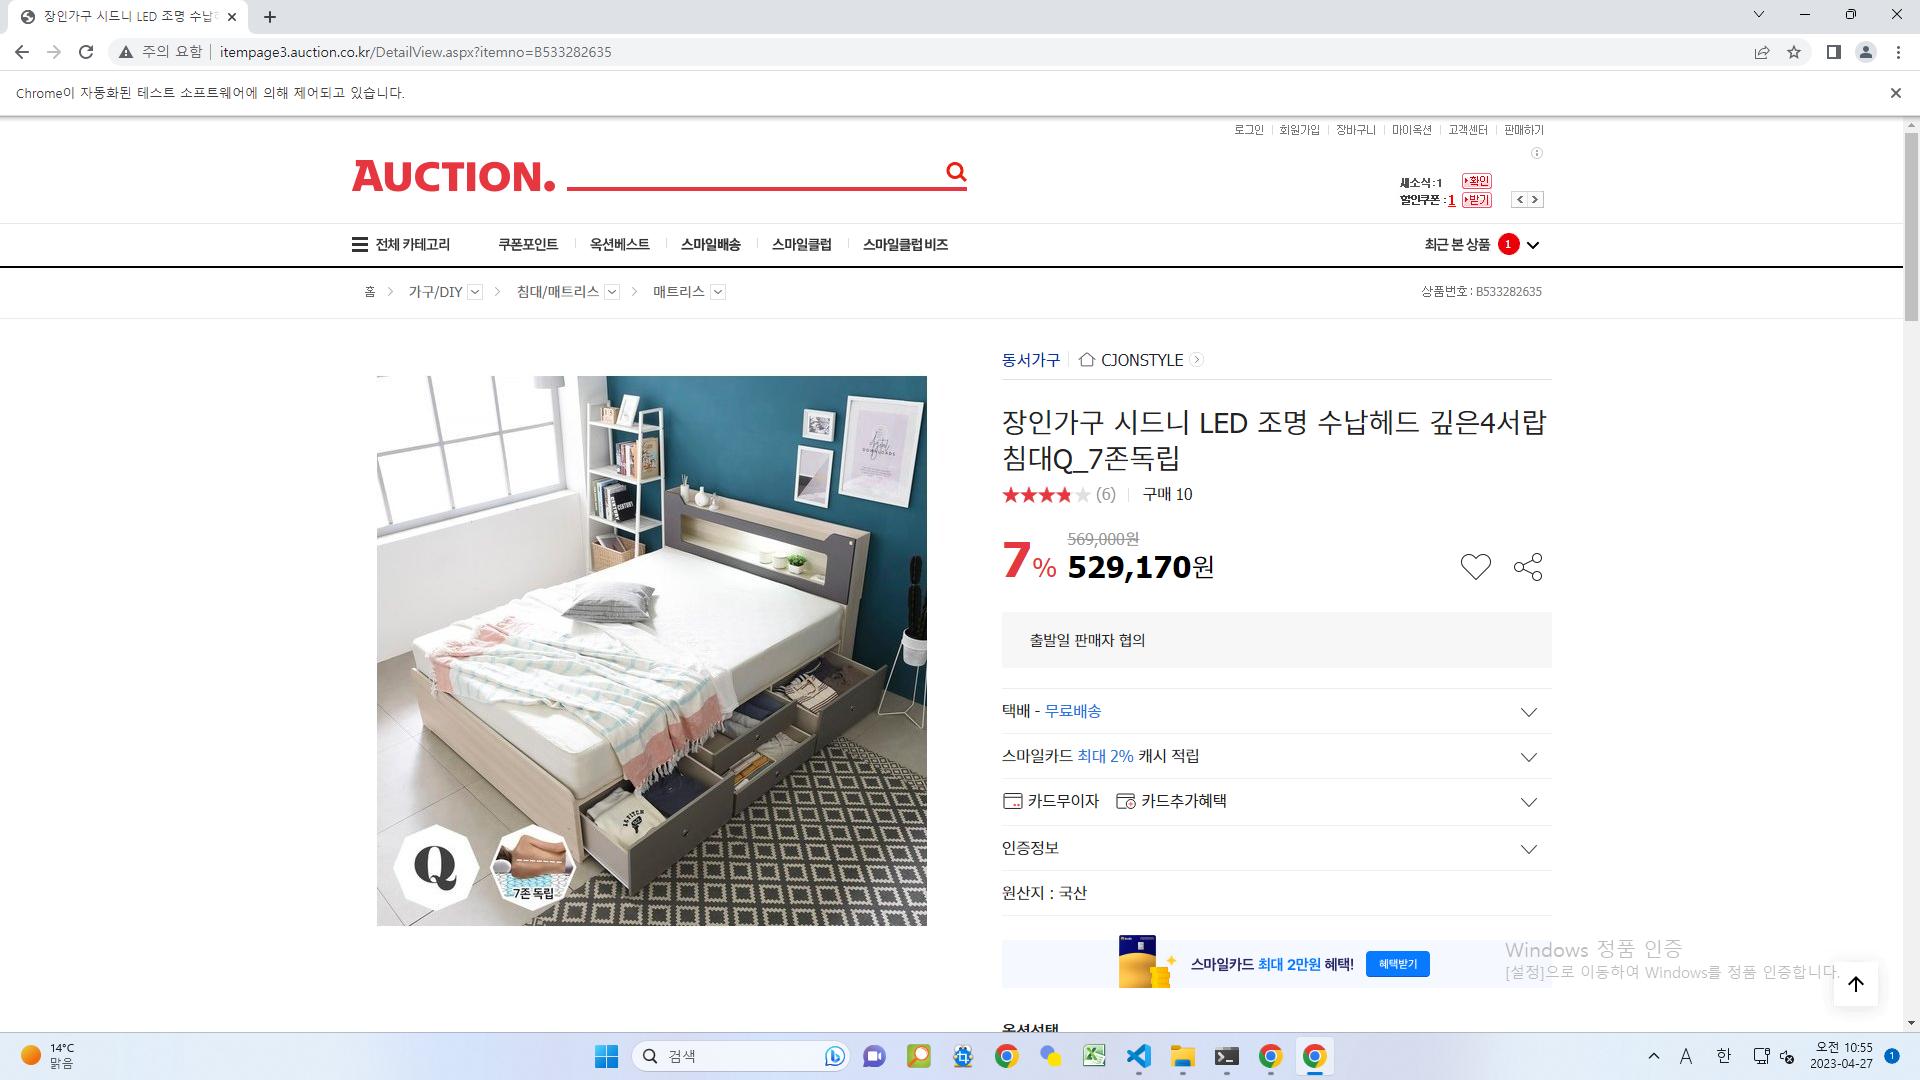 장인가구 시드니 LED 조명 수납
주의 요함 itempage3.auction.co.kr/DetailView.aspx?itemno=B533282635
Chrome이 자동화된 테스트 소프트웨어에 의해 제어되고 있습니다.
로그인 회원가입 장바구니 마이옥션 고객센터 판매하기
AUCTION.
새소식 : 1 확인
할인쿠폰 : 1 받기
전체 카테고리 쿠폰포인트 옥션베스트 스마일배송 스마일클럽 스마일클럽 비즈 최근 본 상품 1
홈 가구/DIY 침대/매트리스 매트리스 상품번호 : B533282635
동서가구 CJONSTYLE
장인가구 시드니 LED 조명 수납헤드 깊은4서랍
침대Q_7존독립
(6) 구매 10
569,000원
7% 529,170원
출발일 판매자 협의
택배 - 무료배송
스마일카드 최대 2% 캐시 적립
카드무이자 카드추가혜택
인증정보
원산지 : 국산
Q
7존 독립
스마일카드 최대 2만원 혜택! 혜택받기
Windows 정품 인증
[설정]으로 이동하여 Windows를 정품 인증합니다.
옵션선택
14°C
맑음
검색
A 한
오전 10:55
2023-04-27
1